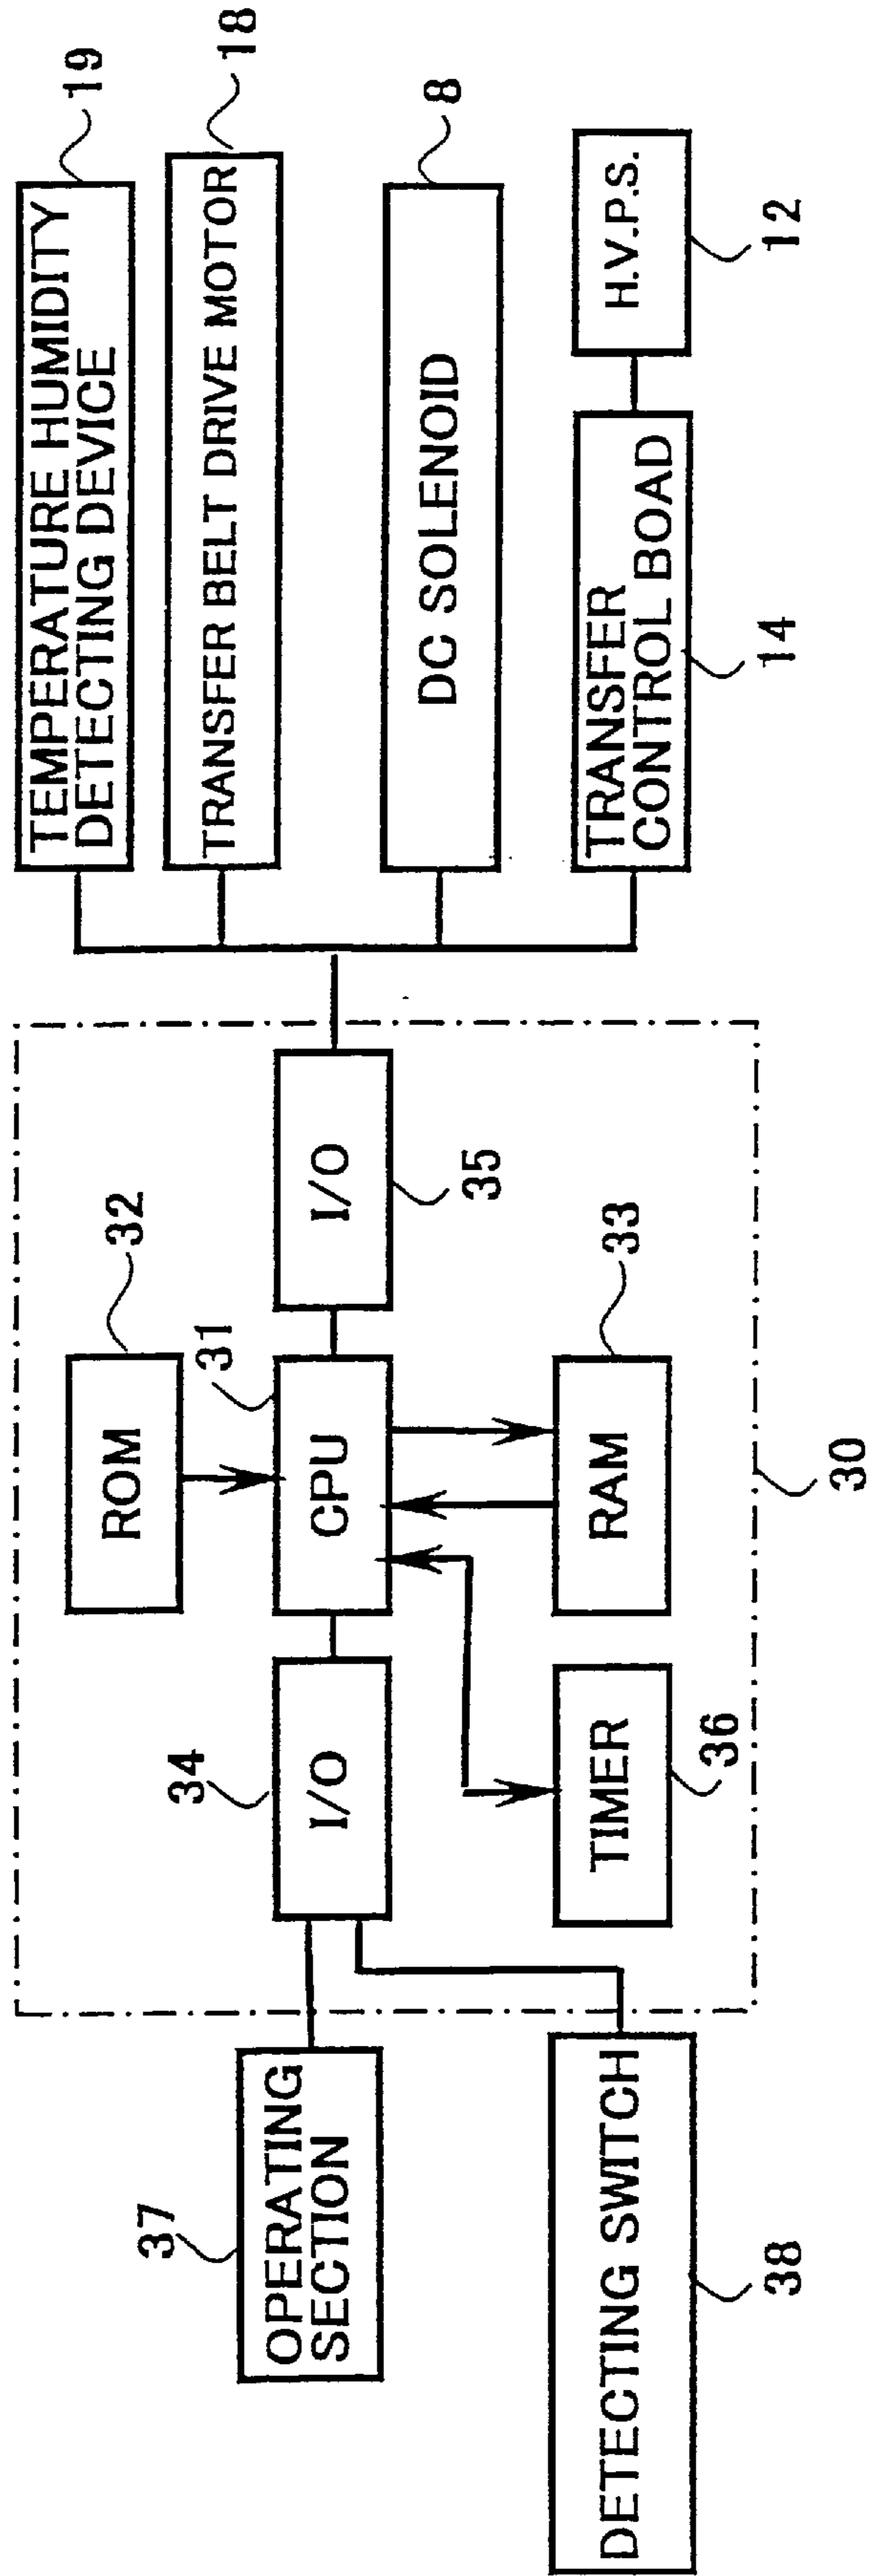 TEMPERATURE HUMIDITY
DETECTING DEVICE
19
TRANSFER BELT DRIVE MOTOR
18
DC SOLENOID
8
TRANSFER
CONTROL BOAD
14
H.V.P.S.
12
ROM
32
CPU
31
I/O
35
I/O
34
RAM
33
TIMER
36
30
OPERATING
SECTION
37
DETECTING SWITCH
38